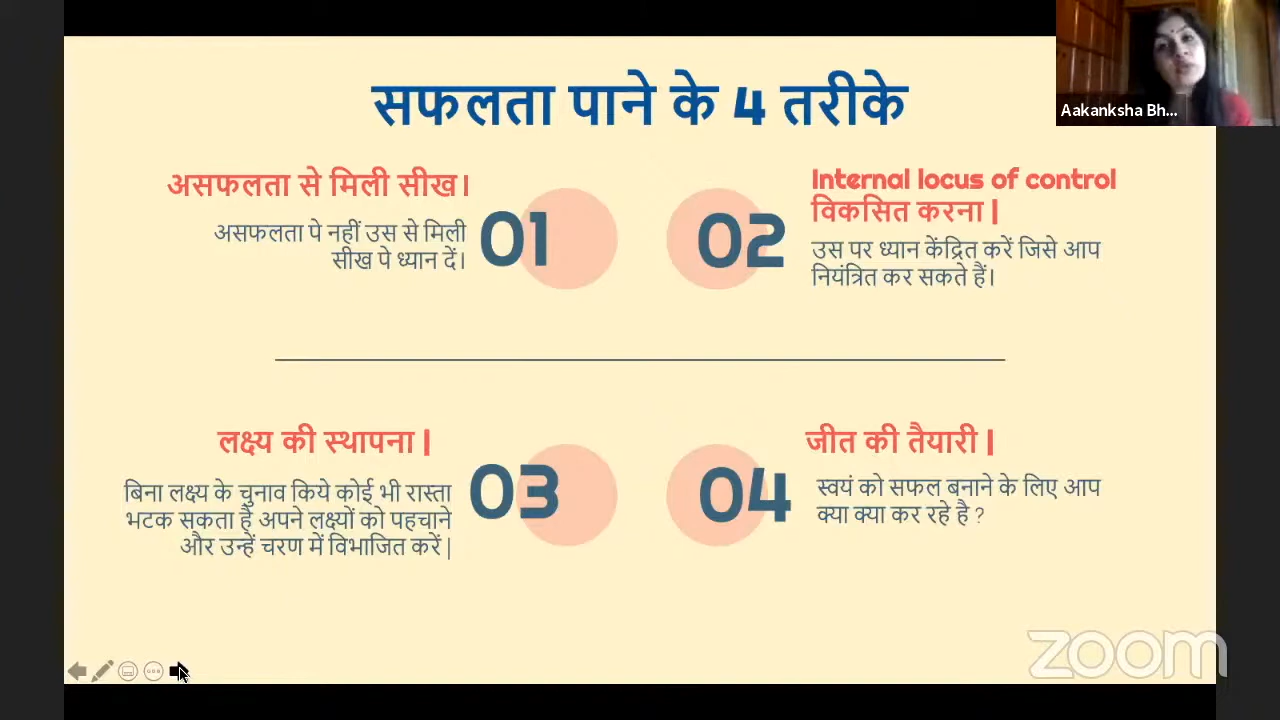 सफलता पाने के 4 तरीके
Aakanksha Bh...
असफलता से मिली सीख।
असफलता पे नहीं उस से मिली
सीख पे ध्यान दें।
01
02
Internal locus of control
विकसित करना |
उस पर ध्यान केंद्रित करें जिसे आप
नियंत्रित कर सकते हैं।
लक्ष्य की स्थापना |
बिना लक्ष्य के चुनाव किये कोई भी रास्ता
भटक सकता है अपने लक्ष्यों को पहचाने
और उन्हें चरण में विभाजित करें |
03
04
जीत की तैयारी |
स्वयं को सफल बनाने के लिए आप
क्या क्या कर रहे है ?
zoom